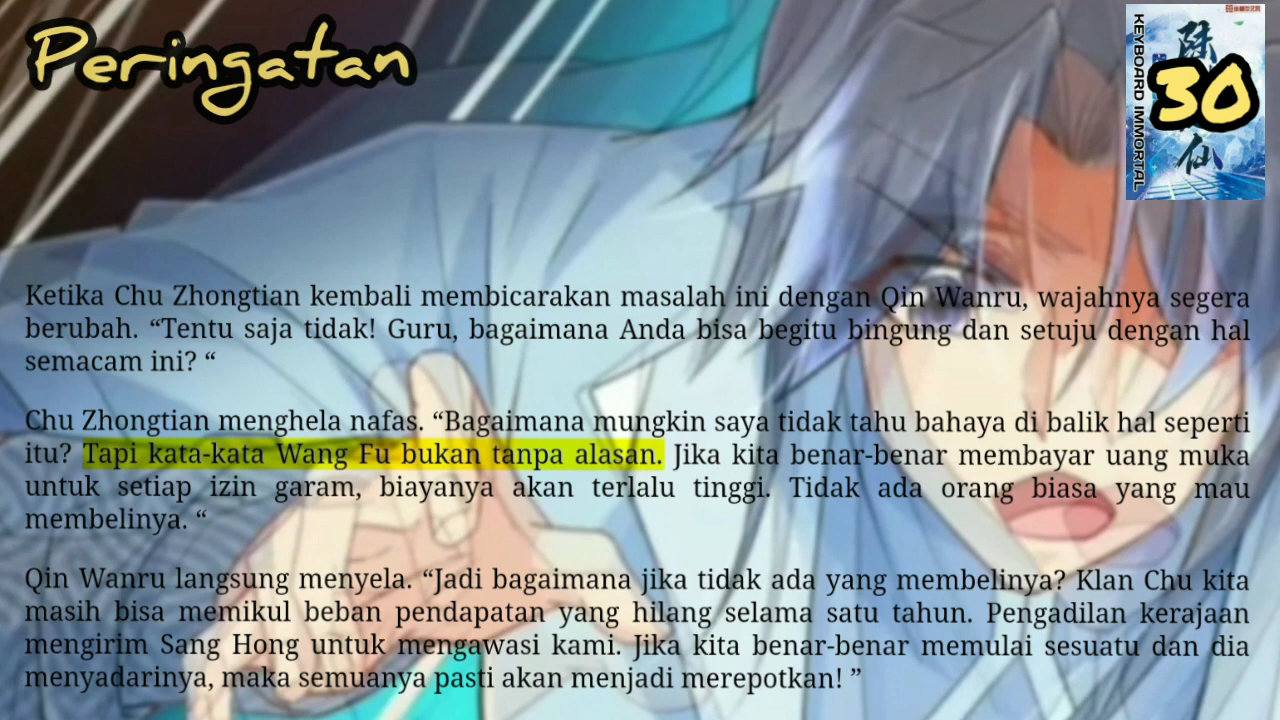 Peringatan
KEYBOARD IMMORTAL
30
仙
Ketika Chu Zhongtian kembali membicarakan masalah ini dengan Qin Wanru, wajahnya segera
berubah. “Tentu saja tidak! Guru, bagaimana Anda bisa begitu bingung dan setuju dengan hal
semacam ini? “
Chu Zhongtian menghela nafas. “Bagaimana mungkin saya tidak tahu bahaya di balik hal seperti
itu? Tapi kata-kata Wang Fu bukan tanpa alasan. Jika kita benar-benar membayar uang muka
untuk setiap izin garam, biayanya akan terlalu tinggi. Tidak ada orang biasa yang mau
membelinya. “
Qin Wanru langsung menyela. “Jadi bagaimana jika tidak ada yang membelinya? Klan Chu kita
masih bisa memikul beban pendapatan yang hilang selama satu tahun. Pengadilan kerajaan
mengirim Sang Hong untuk mengawasi kami. Jika kita benar-benar memulai sesuatu dan dia
menyadarinya, maka semuanya pasti akan menjadi merepotkan! ”